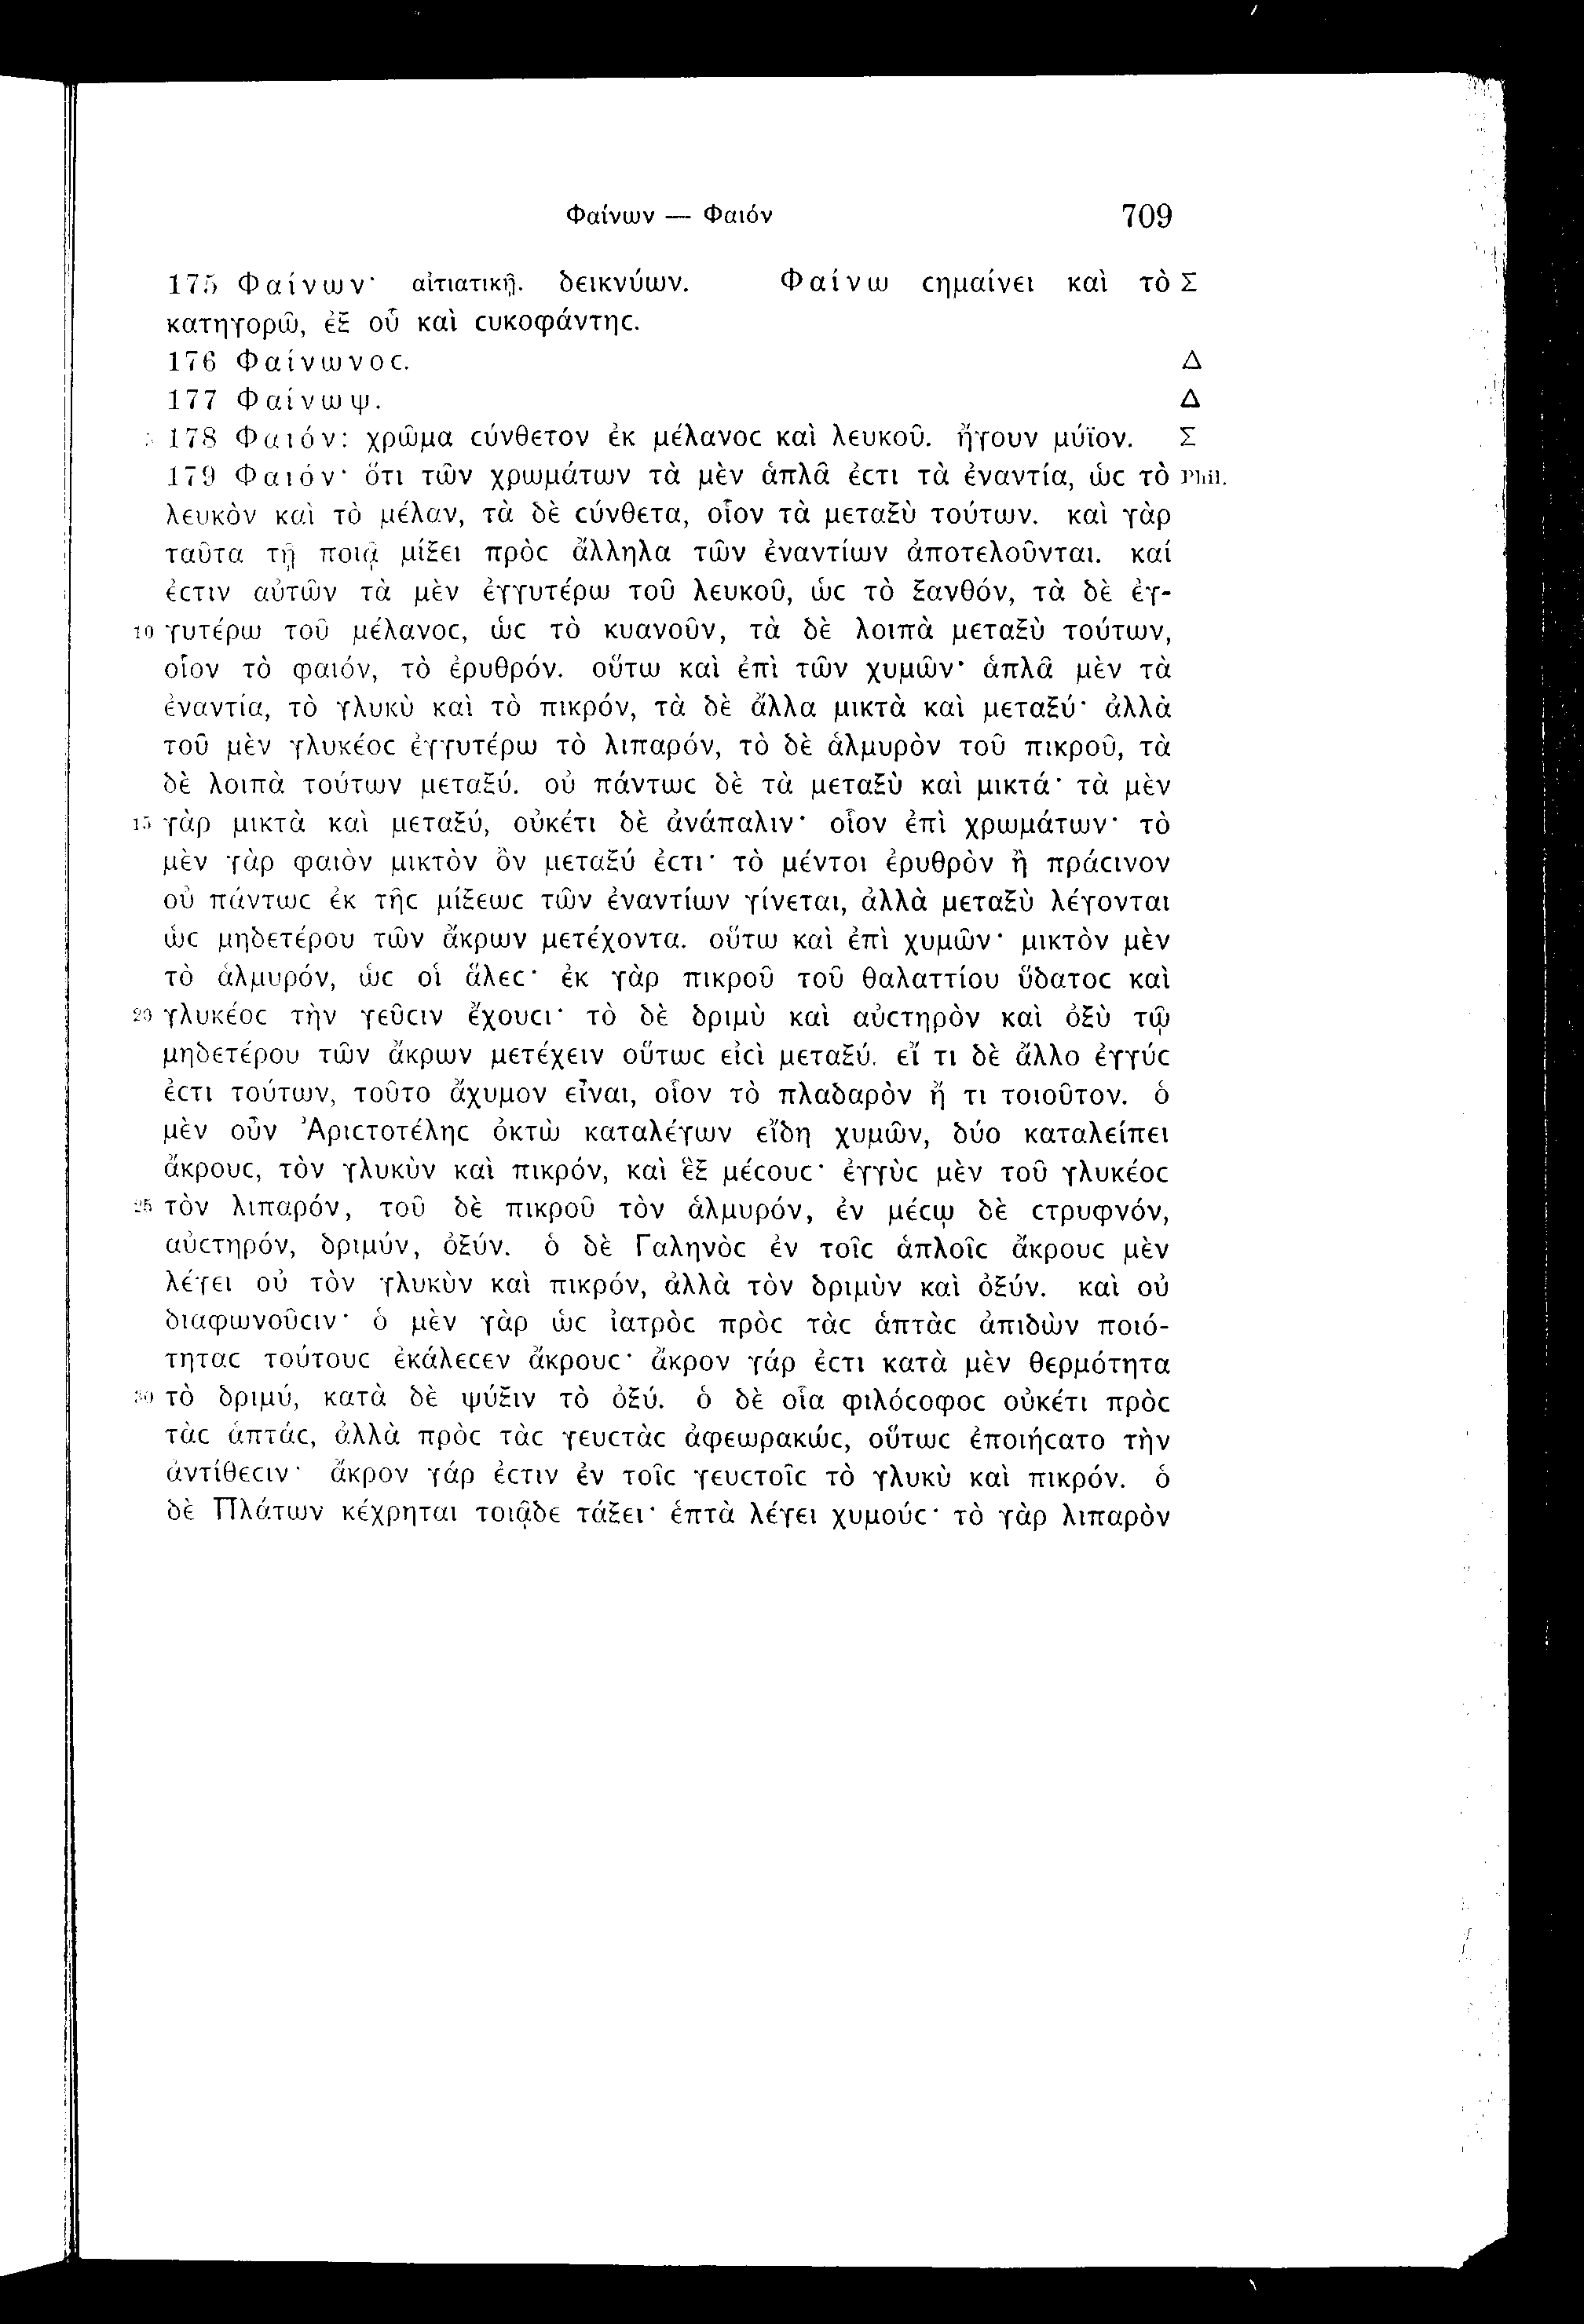 Φαίνων — Φαιόν 709
175 Φαίνων· αἰτιατικῇ. δεικνύων. Φαίνω cημαίνει καὶ τὸ Σ
κατηγορῶ, ἐξ οὗ καὶ cυκοφάντηc.
176 Φαίνωνοc. Δ
177 Φαίνωψ. Δ
5 178 Φαιόν: χρῶμα cύνθετον ἐκ μέλανοc καὶ λευκοῦ. ἤγουν μύϊον. Σ
179 Φαιόν· ὅτι τῶν χρωμάτων τὰ μὲν ἁπλᾶ ἐcτι τὰ ἐναντία, ὡc τὸ Phil.
λευκὸν καὶ τὸ μέλαν, τὰ δὲ cύνθετα, οἷον τὰ μεταξὺ τούτων. καὶ γὰρ
ταῦτα τῇ ποιᾷ μίξει πρὸc ἄλληλα τῶν ἐναντίων ἀποτελοῦνται. καί
ἐcτιν αὐτῶν τὰ μὲν ἐγγυτέρω τοῦ λευκοῦ, ὡc τὸ ξανθόν, τὰ δὲ ἐγ-
10 γυτέρω τοῦ μέλανοc, ὡc τὸ κυανοῦν, τὰ δὲ λοιπὰ μεταξὺ τούτων,
οἷον τὸ φαιόν, τὸ ἐρυθρόν. οὕτω καὶ ἐπὶ τῶν χυμῶν· ἁπλᾶ μὲν τὰ
ἐναντία, τὸ γλυκὺ καὶ τὸ πικρόν, τὰ δὲ ἄλλα μικτὰ καὶ μεταξύ· ἀλλὰ
τοῦ μὲν γλυκέοc ἐγγυτέρω τὸ λιπαρόν, τὸ δὲ ἁλμυρὸν τοῦ πικροῦ, τὰ
δὲ λοιπὰ τούτων μεταξύ. οὐ πάντωc δὲ τὰ μεταξὺ καὶ μικτά· τὰ μὲν
15 γὰρ μικτὰ καὶ μεταξύ, οὐκέτι δὲ ἀνάπαλιν· οἷον ἐπὶ χρωμάτων· τὸ
μὲν γὰρ φαιὸν μικτὸν ὂν μεταξύ ἐcτι· τὸ μέντοι ἐρυθρὸν ἢ πράcινον
οὐ πάντωc ἐκ τῆc μίξεωc τῶν ἐναντίων γίνεται, ἀλλὰ μεταξὺ λέγονται
ὡc μηδετέρου τῶν ἄκρων μετέχοντα. οὕτω καὶ ἐπὶ χυμῶν· μικτὸν μὲν
τὸ ἁλμυρόν, ὡc οἱ ἅλεc· ἐκ γὰρ πικροῦ τοῦ θαλαττίου ὕδατοc καὶ
20 γλυκέοc τὴν γεῦcιν ἔχουcι· τὸ δὲ δριμὺ καὶ αὐcτηρὸν καὶ ὀξὺ τῷ
μηδετέρου τῶν ἄκρων μετέχειν οὕτωc εἰcὶ μεταξύ. εἴ τι δὲ ἄλλο ἐγγύc
ἐcτι τούτων, τοῦτο ἄχυμον εἶναι, οἷον τὸ πλαδαρὸν ἤ τι τοιοῦτον. ὁ
μὲν οὖν Ἀριcτοτέληc ὀκτὼ καταλέγων εἴδη χυμῶν, δύο καταλείπει
ἄκρουc, τὸν γλυκὺν καὶ πικρόν, καὶ ἓξ μέcουc· ἐγγὺc μὲν τοῦ γλυκέοc
25 τὸν λιπαρόν, τοῦ δὲ πικροῦ τὸν ἁλμυρόν, ἐν μέcῳ δὲ cτρυφνόν,
αὐcτηρόν, δριμύν, ὀξύν. ὁ δὲ Γαληνὸc ἐν τοῖc ἁπλοῖc ἄκρουc μὲν
λέγει οὐ τὸν γλυκὺν καὶ πικρόν, ἀλλὰ τὸν δριμὺν καὶ ὀξύν. καὶ οὐ
διαφωνοῦcιν· ὁ μὲν γὰρ ὡc ἰατρὸc πρὸc τὰc ἁπτὰc ἀπιδὼν ποιό-
τηταc τούτουc ἐκάλεcεν ἄκρουc· ἄκρον γάρ ἐcτι κατὰ μὲν θερμότητα
30 τὸ δριμύ, κατὰ δὲ ψύξιν τὸ ὀξύ. ὁ δὲ οἷα φιλόcοφοc οὐκέτι πρὸc
τὰc ἁπτάc, ἀλλὰ πρὸc τὰc γευcτὰc ἀφεωρακώc, οὕτωc ἐποιήcατο τὴν
ἀντίθεcιν· ἄκρον γάρ ἐcτιν ἐν τοῖc γευcτοῖc τὸ γλυκὺ καὶ πικρόν. ὁ
δὲ Πλάτων κέχρηται τοιᾷδε τάξει· ἑπτὰ λέγει χυμούc· τὸ γὰρ λιπαρὸν